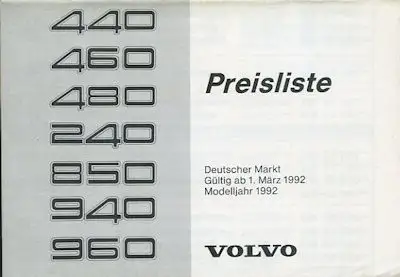 440
460
480
240
850
940
960
Preisliste
Deutscher Markt
Gültig ab 1. März 1992
Modelljahr 1992
VOLVO